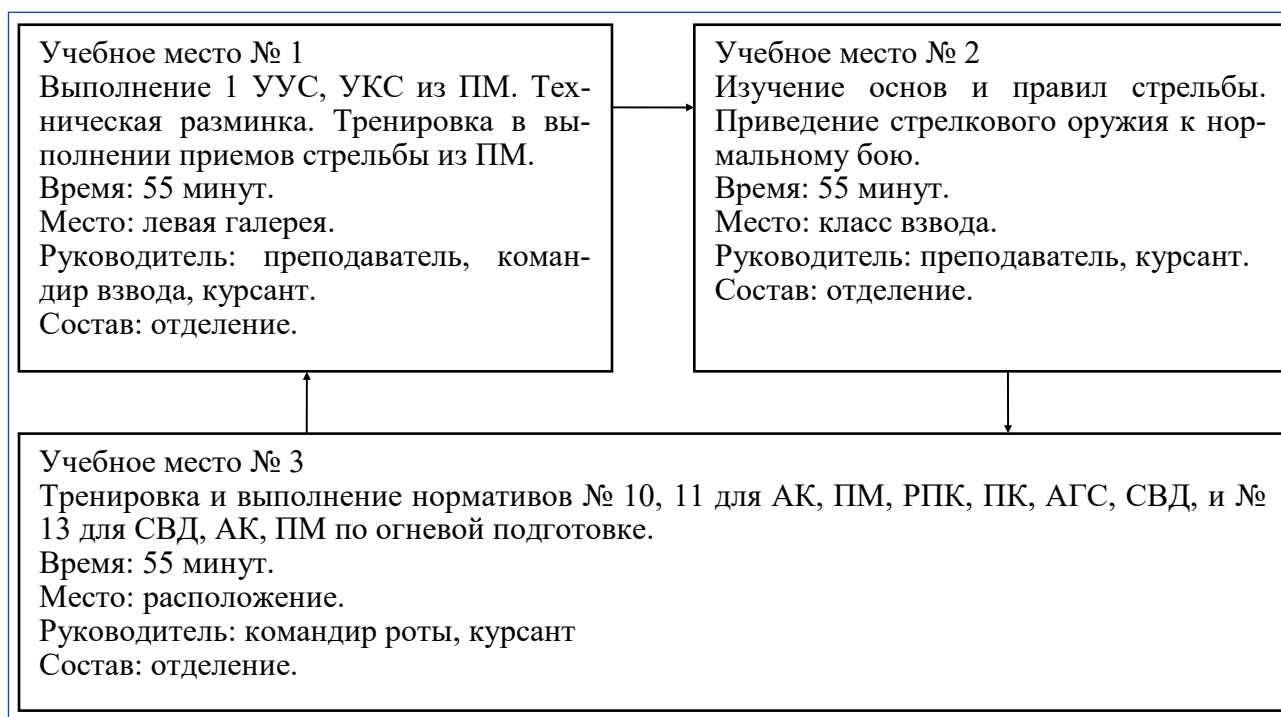 Учебное место № 1
Выполнение 1 УУС, УКС из ПМ. Тех-
ническая разминка. Тренировка в вы-
полнении приемов стрельбы из ПМ.
Время: 55 минут.
Место: левая галерея.
Руководитель: преподаватель, коман-
дир взвода, курсант.
Состав: отделение.
Учебное место № 2
Изучение основ и правил стрельбы.
Приведение стрелкового оружия к нор-
мальному бою.
Время: 55 минут.
Место: класс взвода.
Руководитель: преподаватель, курсант.
Состав: отделение.
Учебное место № 3
Тренировка и выполнение нормативов № 10, 11 для АК, ПМ, РПК, ПК, АГС, СВД, и №
13 для СВД, АК, ПМ по огневой подготовке.
Время: 55 минут.
Место: расположение.
Руководитель: командир роты, курсант
Состав: отделение.